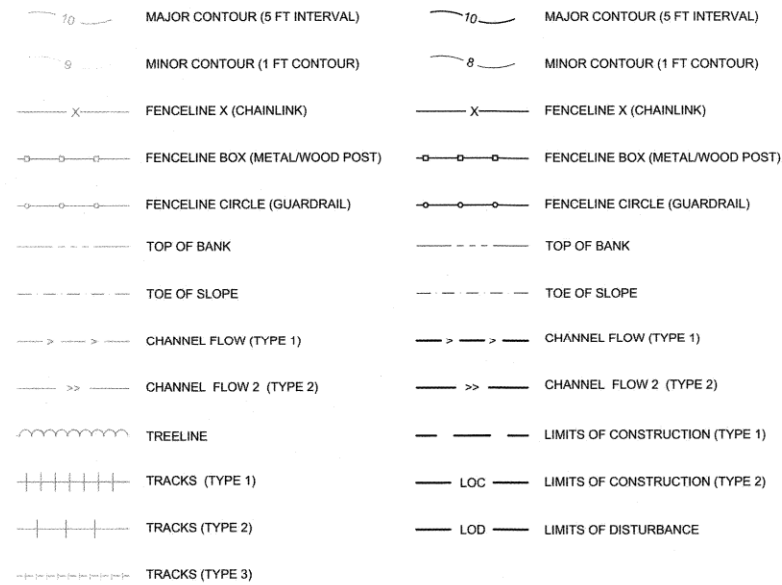 10 MAJOR CONTOUR (5 FT INTERVAL)
9 MINOR CONTOUR (1 FT CONTOUR)
X FENCELINE X (CHAINLINK)
FENCELINE BOX (METAL/WOOD POST)
FENCELINE CIRCLE (GUARDRAIL)
TOP OF BANK
TOE OF SLOPE
> > CHANNEL FLOW (TYPE 1)
>> CHANNEL FLOW 2 (TYPE 2)
TREELINE
TRACKS (TYPE 1)
TRACKS (TYPE 2)
TRACKS (TYPE 3)
10 MAJOR CONTOUR (5 FT INTERVAL)
8 MINOR CONTOUR (1 FT CONTOUR)
X FENCELINE X (CHAINLINK)
FENCELINE BOX (METAL/WOOD POST)
FENCELINE CIRCLE (GUARDRAIL)
TOP OF BANK
TOE OF SLOPE
> > CHANNEL FLOW (TYPE 1)
>> CHANNEL FLOW 2 (TYPE 2)
LIMITS OF CONSTRUCTION (TYPE 1)
LOC LIMITS OF CONSTRUCTION (TYPE 2)
LOD LIMITS OF DISTURBANCE